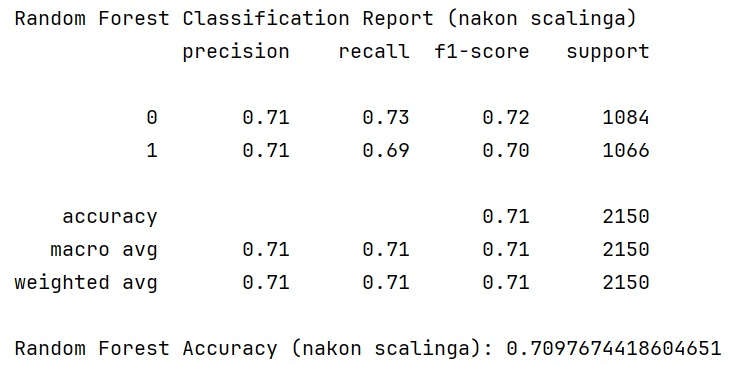 Random Forest Classification Report (nakon scalinga)
precision recall f1-score support
0 0.71 0.73 0.72 1084
1 0.71 0.69 0.70 1066
accuracy 0.71 2150
macro avg 0.71 0.71 0.71 2150
weighted avg 0.71 0.71 0.71 2150
Random Forest Accuracy (nakon scalinga): 0.7097674418604651